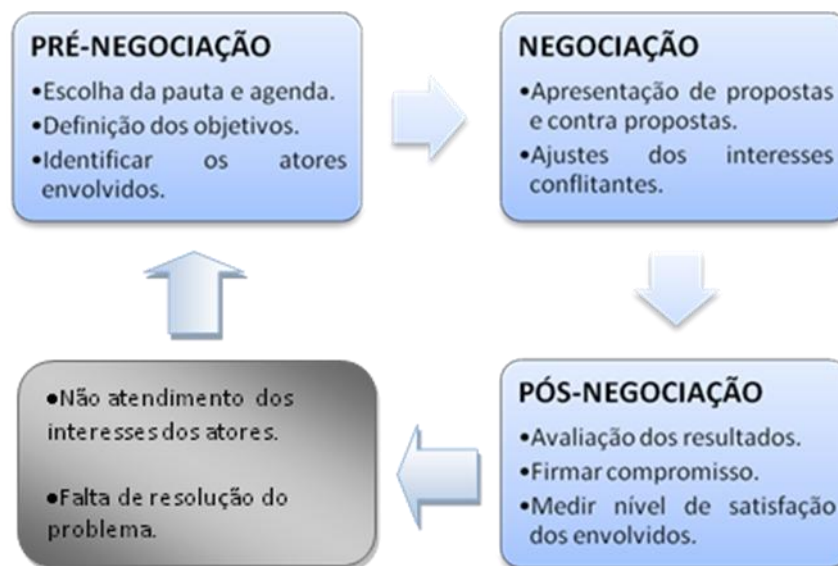 PRÉ-NEGOCIAÇÃO
•Escolha da pauta e agenda.
•Definição dos objetivos.
•Identificar os atores
envolvidos.
NEGOCIAÇÃO
•Apresentação de propostas
e contra propostas.
•Ajustes dos interesses
conflitantes.
•Não atendimento dos
interesses dos atores.
•Falta de resolução do
problema.
PÓS-NEGOCIAÇÃO
•Avaliação dos resultados.
•Firmar compromisso.
•Medir nível de satisfação
dos envolvidos.